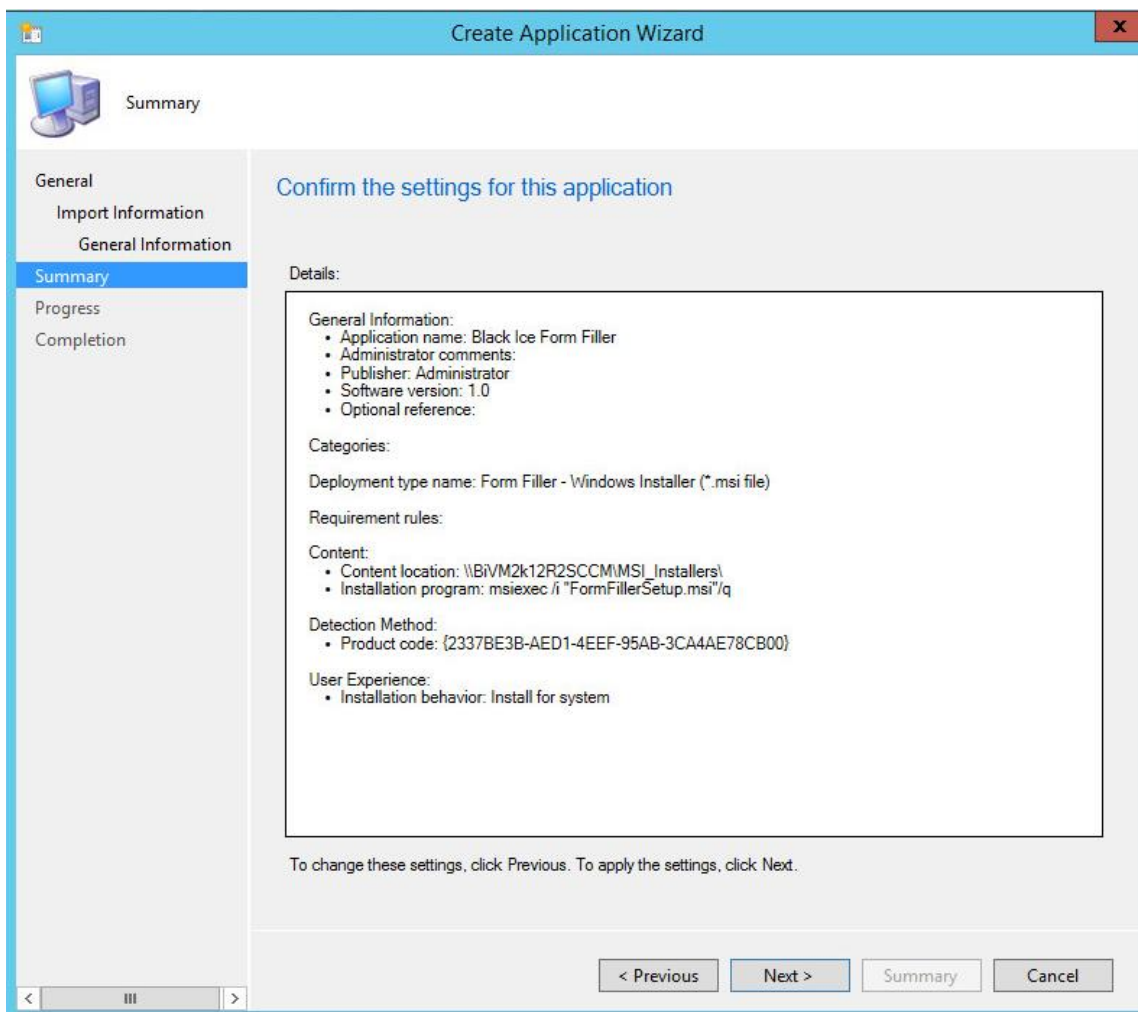 Create Application Wizard
x
Summary
General
Import Information
General Information
Summary
Progress
Completion
Confirm the settings for this application
Details:
General Information:
• Application name: Black Ice Form Filler
• Administrator comments:
• Publisher: Administrator
• Software version: 1.0
• Optional reference:
Categories:
Deployment type name: Form Filler - Windows Installer (*.msi file)
Requirement rules:
Content:
• Content location: \\BiVM2k12R2SCCM\MSI_Installers\
• Installation program: msiexec /i "FormFillerSetup.msi"/q
Detection Method:
• Product code: {2337BE3B-AED1-4EEF-95AB-3CA4AE78CB00}
User Experience:
• Installation behavior: Install for system
To change these settings, click Previous. To apply the settings, click Next.
< Previous
Next >
Summary
Cancel